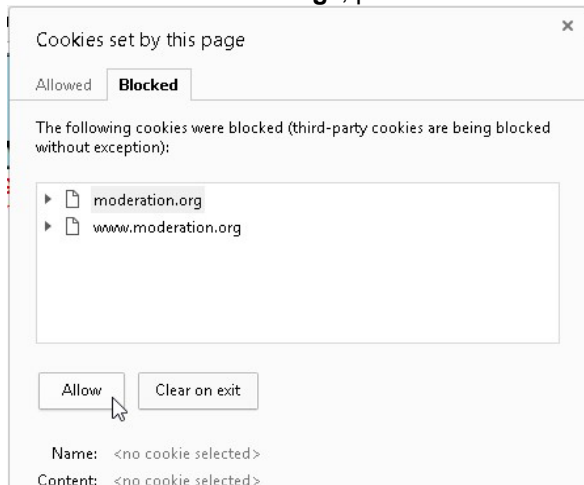 Cookies set by this page
Allowed Blocked
The following cookies were blocked (third-party cookies are being blocked
without exception):
moderation.org
www.moderation.org
Allow Clear on exit
Name: <no cookie selected>
Content: <no cookie selected>